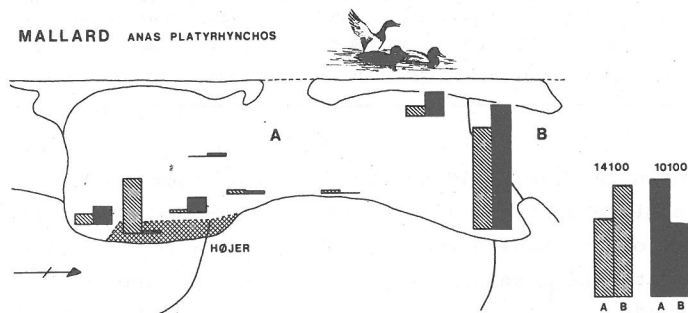 MALLARD ANAS PLATYRHYNCHOS
A
B
HØJER
14100 10100
A B A B